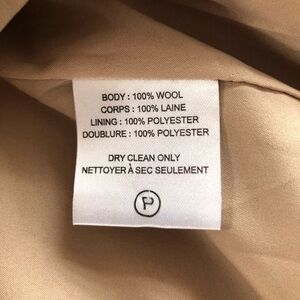 BODY : 100% WOOL
CORPS : 100% LAINE
LINING : 100% POLYESTER
DOUBLURE : 100% POLYESTER
DRY CLEAN ONLY
NETTOYER À SEC SEULEMENT
P